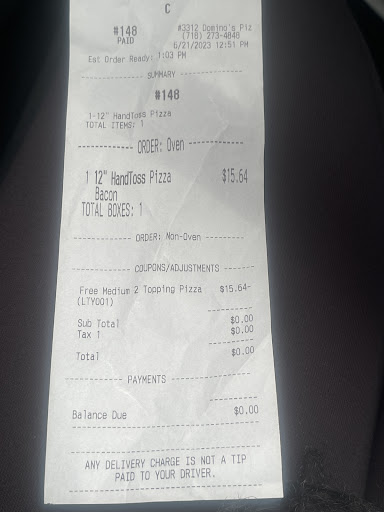 C
#148
PAID
#3312 Domino's Piz
(718) 273-4848
6/21/2023 12:51 PM
Est Order Ready: 1:03 PM
SUMMARY
#148
1-12" HandToss Pizza
TOTAL ITEMS: 1
ORDER: Oven
1 12" HandToss Pizza $15.64
Bacon
TOTAL BOXES: 1
ORDER: Non-Oven
COUPONS/ADJUSTMENTS
Free Medium 2 Topping Pizza $15.64-
(LTY001)
Sub Total $0.00
Tax 1 $0.00
Total $0.00
PAYMENTS
Balance Due $0.00
ANY DELIVERY CHARGE IS NOT A TIP
PAID TO YOUR DRIVER.